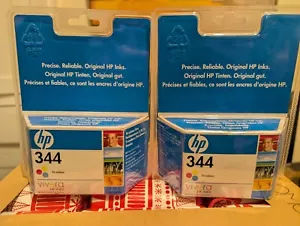 Precise. Reliable. Original HP Inks.
Präzise. Reliable. Original HP Tinten. Original gut.
Précises et fiables, ce sont les encres d'origine HP.
hp
344
vivera
Precise. Reliable. Original HP Inks.
Original HP Tinten. Original gut.
Précises et fiables, ce sont les encres d'origine HP.
hp
344
vivera